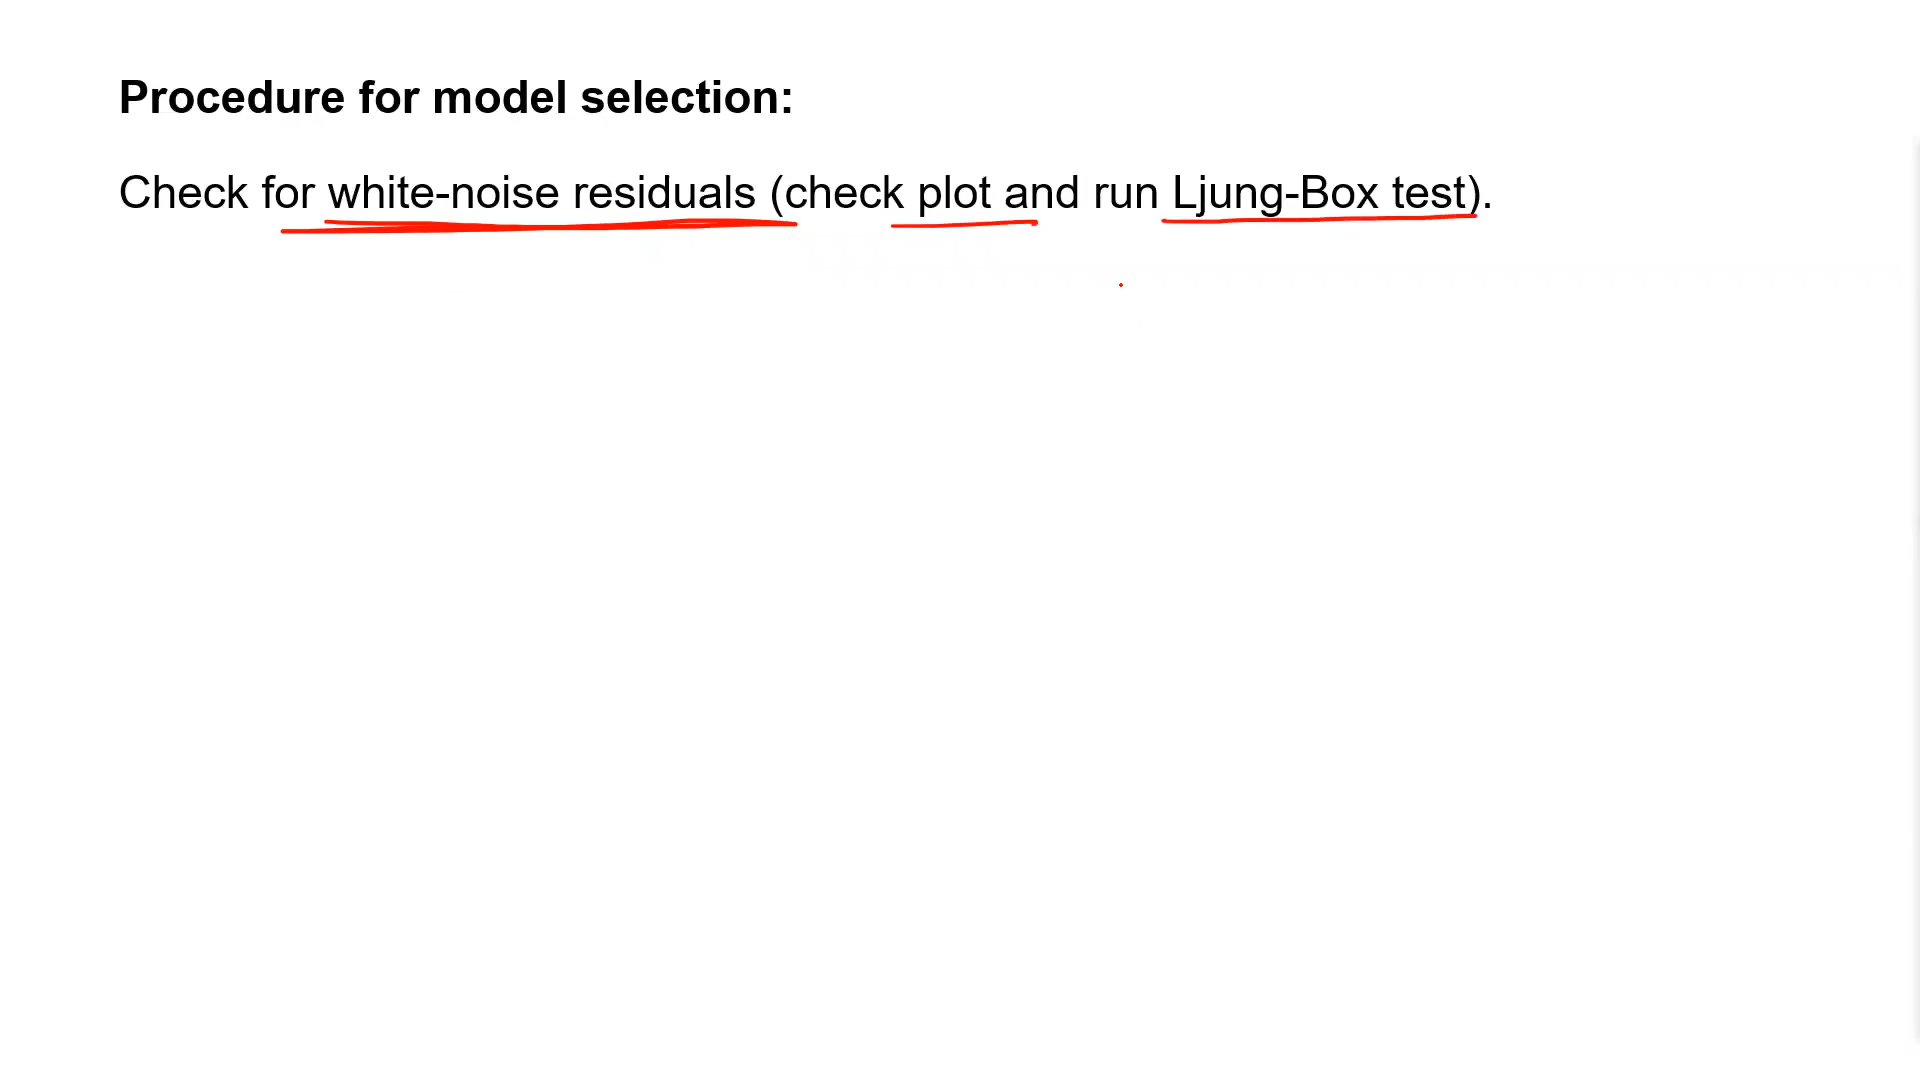 Procedure for model selection:
Check for white-noise residuals (check plot and run Ljung-Box test).